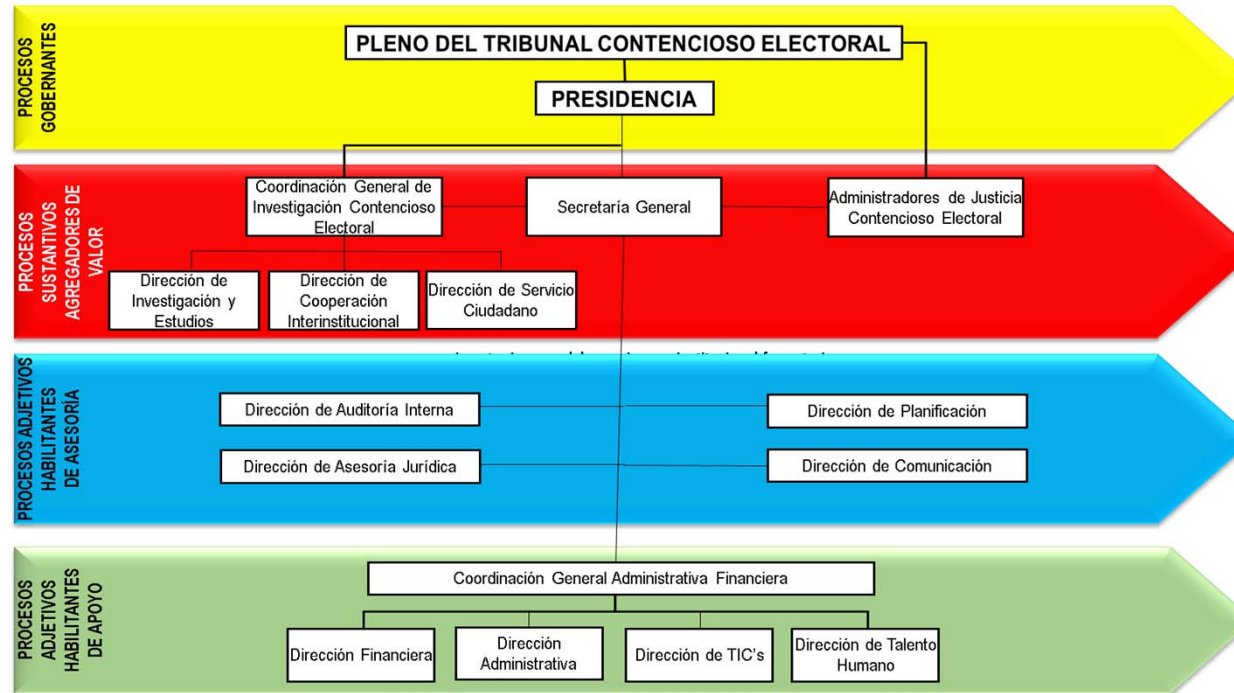 PROCESOS
GOBERNANTES
PLENO DEL TRIBUNAL CONTENCIOSO ELECTORAL
PRESIDENCIA
PROCESOS
SUSTANTIVOS
AGREGADORES DE
VALOR
Coordinación General de
Investigación Contencioso
Electoral
Secretaría General
Administradores de Justicia
Contencioso Electoral
Dirección de
Investigación y
Estudios
Dirección de
Cooperación
Interinstitucional
Dirección de Servicio
Ciudadano
PROCESOS ADJETIVOS
HABILITANTES
DE ASESORÍA
Dirección de Auditoría Interna
Dirección de Planificación
Dirección de Asesoría Jurídica
Dirección de Comunicación
PROCESOS
ADJETIVOS
HABILITANTES
DE APOYO
Coordinación General Administrativa Financiera
Dirección Financiera
Dirección
Administrativa
Dirección de TIC's
Dirección de Talento
Humano